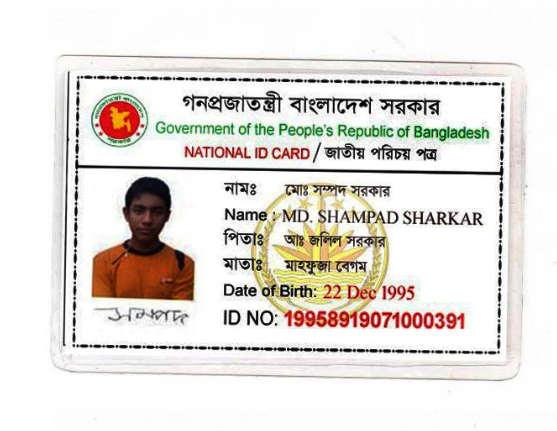 গনপ্রজাতন্ত্রী বাংলাদেশ সরকার
Government of the People's Republic of Bangladesh
NATIONAL ID CARD / জাতীয় পরিচয় পত্র
নামঃ মোঃ সম্পদ সরকার
Name : MD. SHAMPAD SHARKAR
পিতাঃ আঃ জলিল সরকার
মাতাঃ মাহফুজা বেগম
Date of Birth: 22 Dec 1995
ID NO: 19958919071000391
সম্পদ